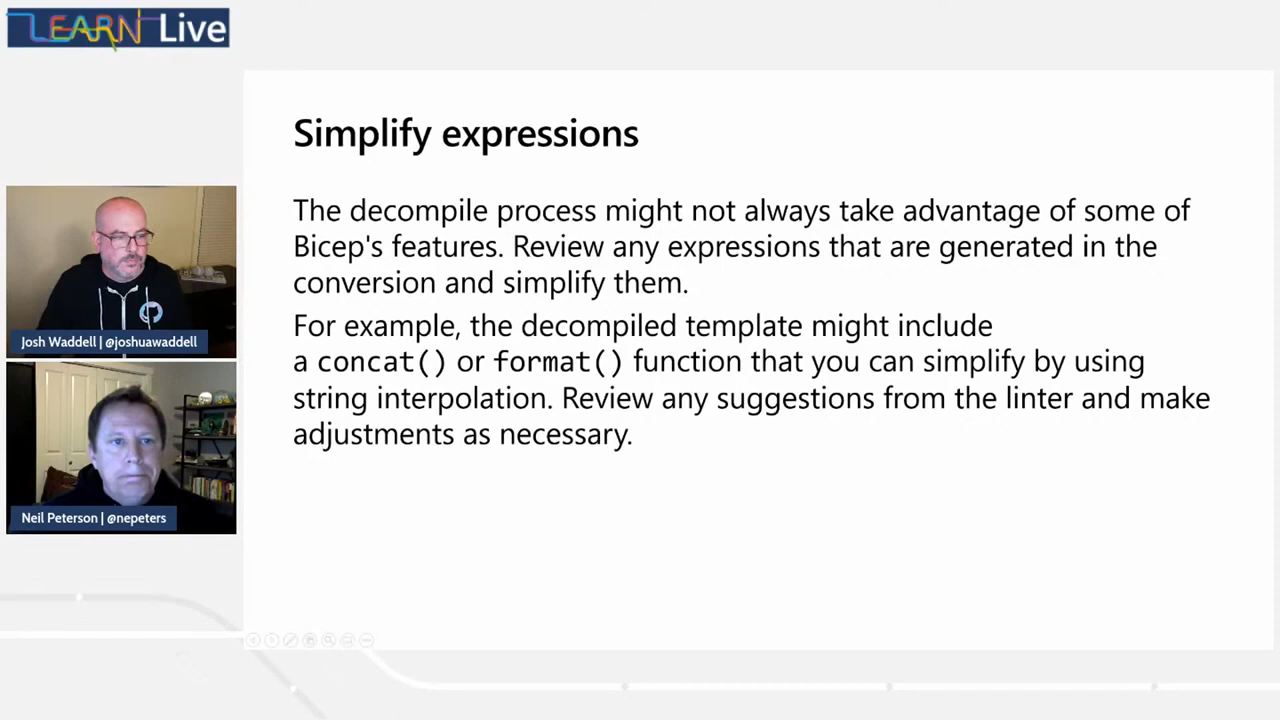 LEARN Live
Simplify expressions
The decompile process might not always take advantage of some of
Bicep's features. Review any expressions that are generated in the
conversion and simplify them.
For example, the decompiled template might include
a concat() or format() function that you can simplify by using
string interpolation. Review any suggestions from the linter and make
adjustments as necessary.
Josh Waddell | @joshuawaddell
Neil Peterson | @nepeters